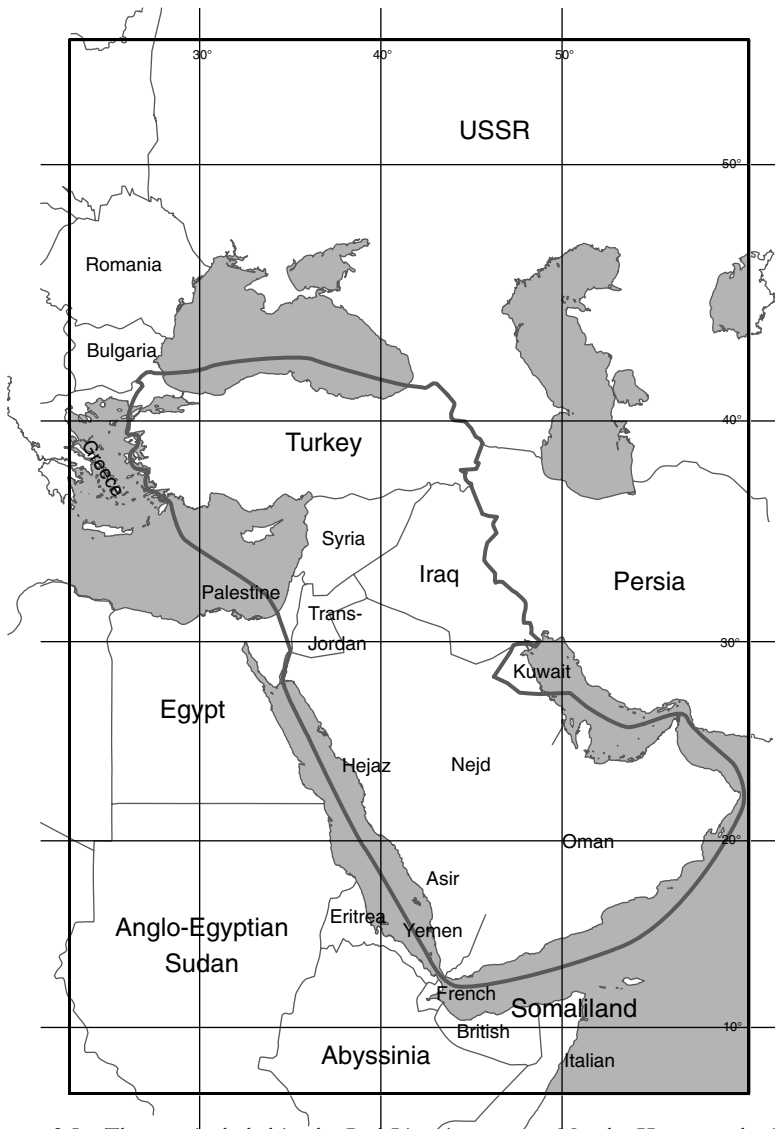 30°
40°
50°
USSR
50°
Romania
Bulgaria
40°
Greece
Turkey
Syria
Iraq
Persia
Palestine
Trans-
Jordan
30°
Kuwait
Egypt
Hejaz
Nejd
Oman
20°
Asir
Eritrea
Yemen
Anglo-Egyptian
Sudan
French
Somaliland
10°
British
Abyssinia
Italian